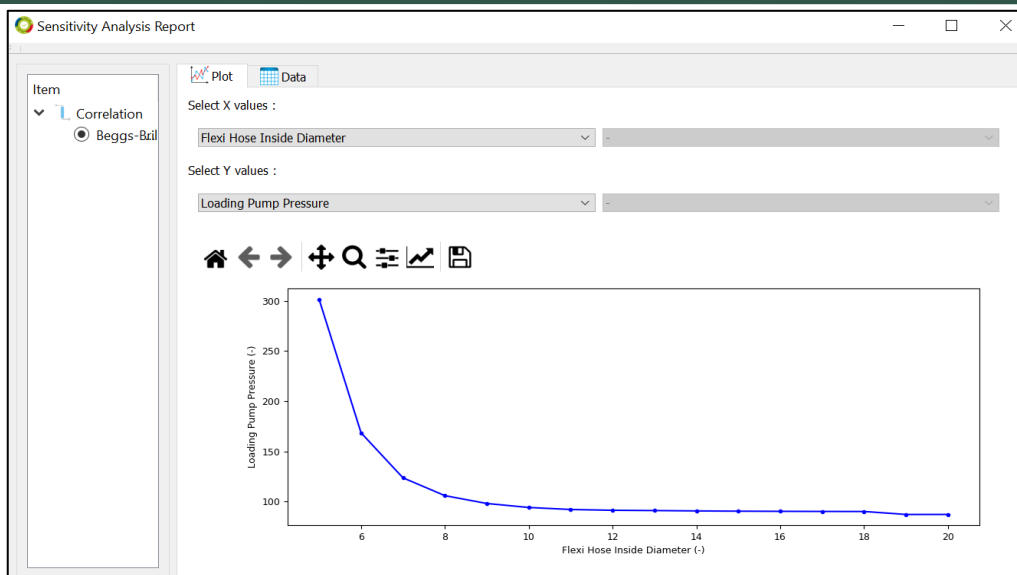 Sensitivity Analysis Report
Item
Correlation
Beggs-Bril
Plot
Data
Select X values :
Flexi Hose Inside Diameter
-
Select Y values :
Loading Pump Pressure
-
300
250
200
150
100
Loading Pump Pressure (-)
6 8 10 12 14 16 18 20
Flexi Hose Inside Diameter (-)